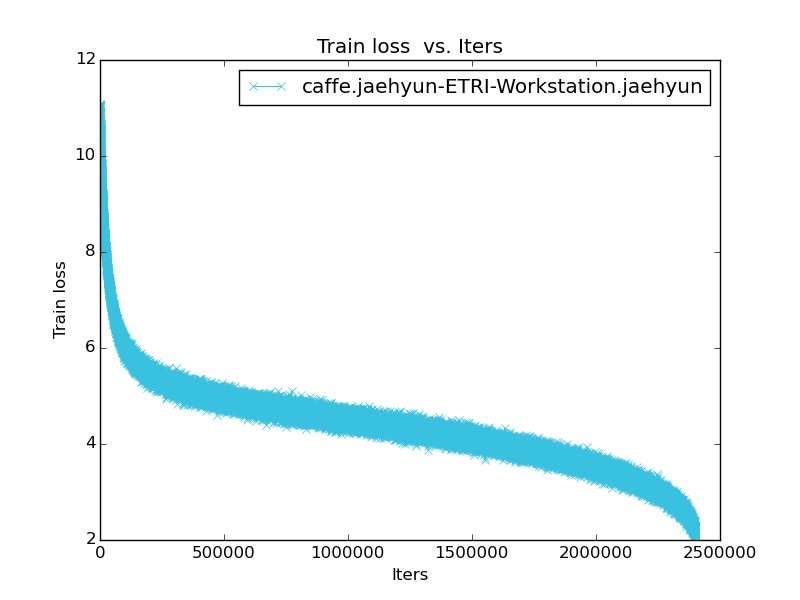 Train loss  vs. Iters
caffe.jaehyun-ETRI-Workstation.jaehyun
12
10
8
6
4
2
Train loss
0 500000 1000000 1500000 2000000 2500000
Iters